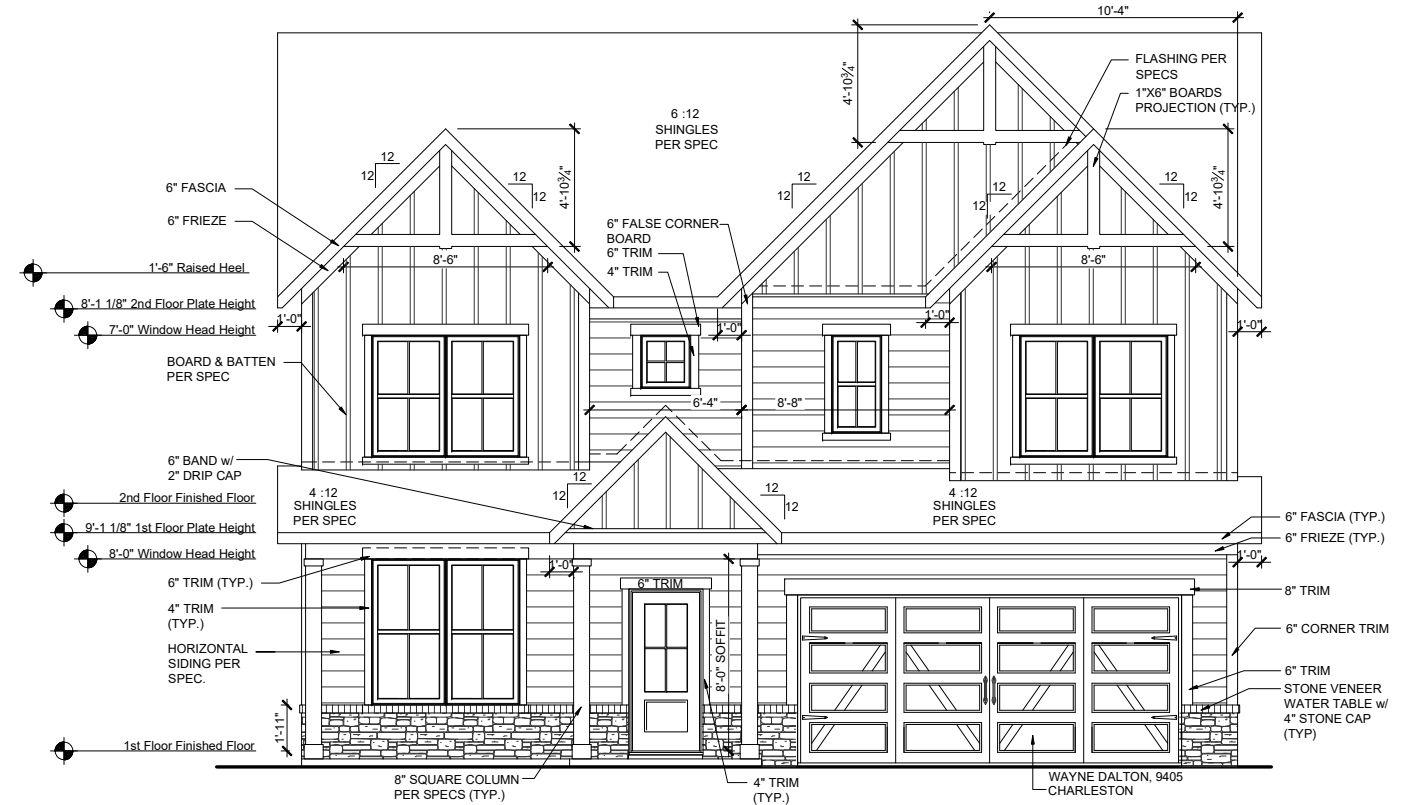 10'-4"
4'-10¾"
FLASHING PER
SPECS
1"X6" BOARDS
PROJECTION (TYP.)
6 :12
SHINGLES
PER SPEC
12
12
12
12
4'-10¾"
12
12
12
12
12
12
4'-10¾"
6" FASCIA
6" FRIEZE
6" FALSE CORNER
BOARD
6" TRIM
4" TRIM
8'-6"
8'-6"
1'-6" Raised Heel
8'-1 1/8" 2nd Floor Plate Height
7'-0" Window Head Height
1'-0"
1'-0"
1'-0"
1'-0"
BOARD & BATTEN
PER SPEC
6'-4"
8'-8"
6" BAND w/
2" DRIP CAP
12
12
12
12
2nd Floor Finished Floor
4 :12
SHINGLES
PER SPEC
4 :12
SHINGLES
PER SPEC
9'-1 1/8" 1st Floor Plate Height
8'-0" Window Head Height
6" FASCIA (TYP.)
6" FRIEZE (TYP.)
1'-0"
1'-0"
6" TRIM (TYP.)
6" TRIM
8" TRIM
4" TRIM
(TYP.)
HORIZONTAL
SIDING PER
SPEC.
8'-0" SOFFIT
6" CORNER TRIM
6" TRIM
STONE VENEER
WATER TABLE w/
4" STONE CAP
(TYP)
1'-11"
1st Floor Finished Floor
8" SQUARE COLUMN
PER SPECS (TYP.)
4" TRIM
(TYP.)
WAYNE DALTON, 9405
CHARLESTON